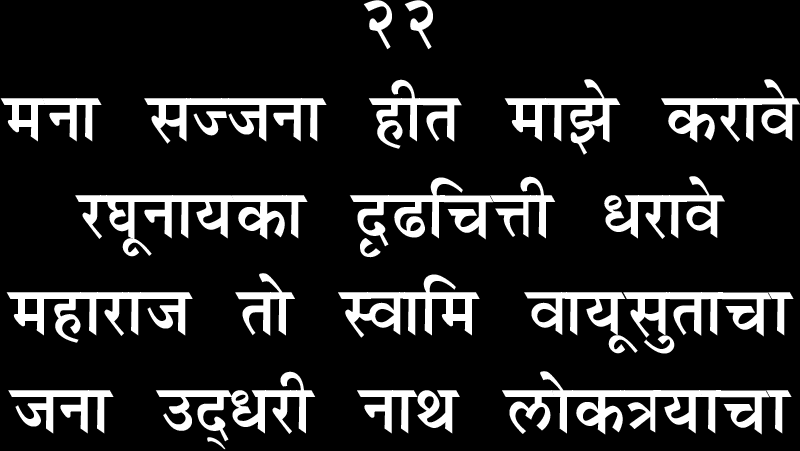 २२
मना सज्जना हीत माझे करावे
रघूनायका दृढचित्ती धरावे
महाराज तो स्वामि वायूसुताचा
जना उद्‌धरी नाथ लोकत्रयाचा